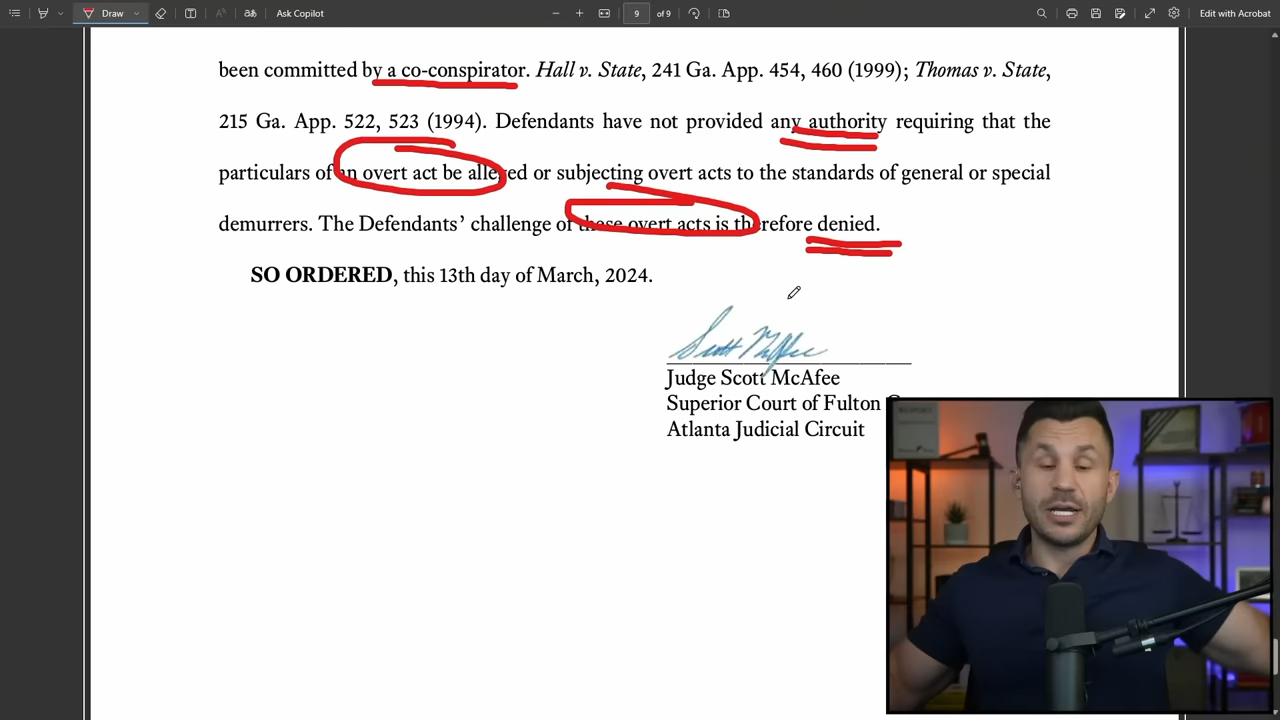 Draw
Ask Copilot
9
of 9
Edit with Acrobat
been committed by a co-conspirator. Hall v. State, 241 Ga. App. 454, 460 (1999); Thomas v. State,
215 Ga. App. 522, 523 (1994). Defendants have not provided any authority requiring that the
particulars of an overt act be alleged or subjecting overt acts to the standards of general or special
demurrers. The Defendants’ challenge of these overt acts is therefore denied.
SO ORDERED, this 13th day of March, 2024.
Scott McAfee
Judge Scott McAfee
Superior Court of Fulton
Atlanta Judicial Circuit